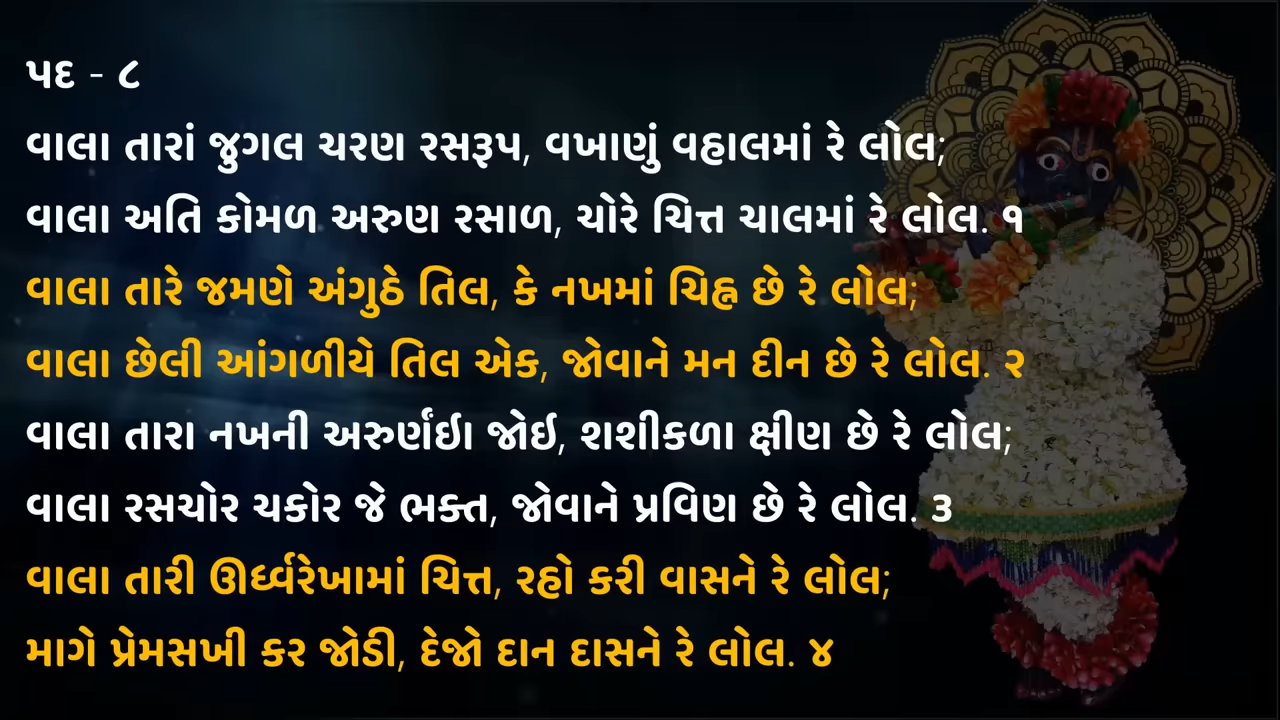 પદ - ૮
વાલા તારાં જુગલ ચરણ રસરૂપ, વખાણું વહાલમાં રે લોલ;
વાલા અતિ કોમળ અરુણ રસાળ, ચોરે ચિત્ત ચાલમાં રે લોલ. ૧
વાલા તારે જમણે અંગુઠે તિલ, કે નખમાં ચિહ્ન છે રે લોલ;
વાલા છેલી આંગળીયે તિલ એક, જોવાને મન દીન છે રે લોલ. ૨
વાલા તારા નખની અરુર્ણંઇા જોઇ, શશીકળા ક્ષીણ છે રે લોલ;
વાલા રસચોર ચકોર જે ભક્ત, જોવાને પ્રવિણ છે રે લોલ. ૩
વાલા તારી ઊર્ધ્વરેખામાં ચિત્ત, રહો કરી વાસને રે લોલ;
માગે પ્રેમસખી કર જોડી, દેજો દાન દાસને રે લોલ. ૪